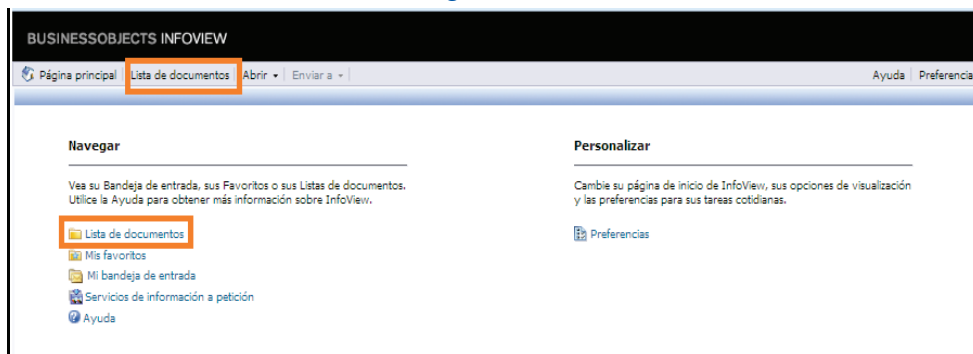 BUSINESSOBJECTS INFOVIEW
Página principal Lista de documentos Abrir Enviar a Ayuda Preferencia
Navegar
Vea su Bandeja de entrada, sus Favoritos o sus Listas de documentos.
Utilice la Ayuda para obtener más información sobre InfoView.
Lista de documentos
Mis favoritos
Mi bandeja de entrada
Servicios de información a petición
Ayuda
Personalizar
Cambie su página de inicio de InfoView, sus opciones de visualización
y las preferencias para sus tareas cotidianas.
Preferencias